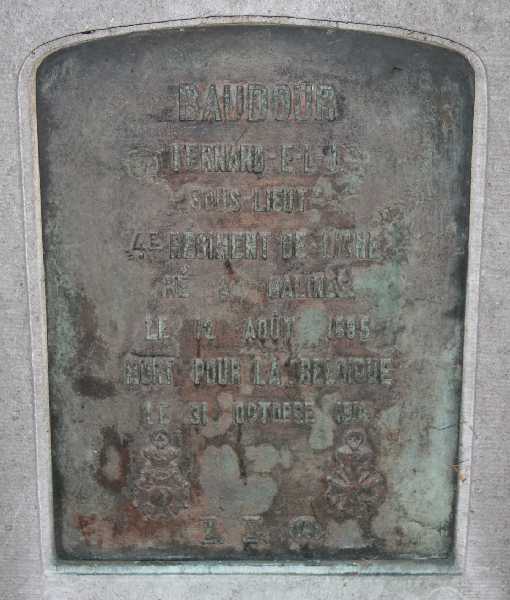 BAUDOUR
FERNAND-E-L-J
SOUS-LIEUT
4E REGIMENT DE LIGNE
NÉ A
LE 12 AOÛT 1895
MORT POUR LA BELGIQUE
LE 31 OCTOBRE